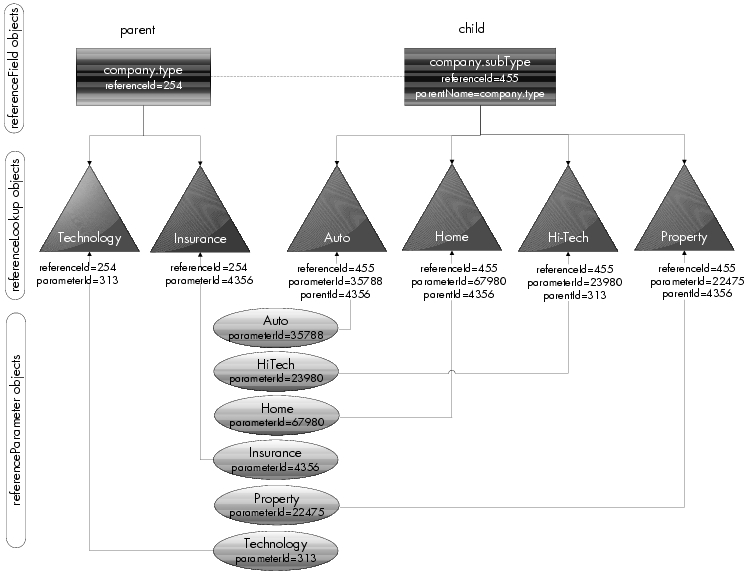 referenceField objects
parent
child
company.type
referenceId=254
company.subType
referenceId=455
parentName=company.type
referenceLookup objects
Technology
Insurance
Auto
Home
Hi-Tech
Property
referenceId=254
parameterId=313
referenceId=254
parameterId=4356
referenceId=455
parameterId=35788
parentId=4356
referenceId=455
parameterId=67980
parentId=4356
referenceId=455
parameterId=23980
parentId=313
referenceId=455
parameterId=22475
parentId=4356
referenceParameter objects
Auto
parameterId=35788
HiTech
parameterId=23980
Home
parameterId=67980
Insurance
parameterId=4356
Property
parameterId=22475
Technology
parameterId=313